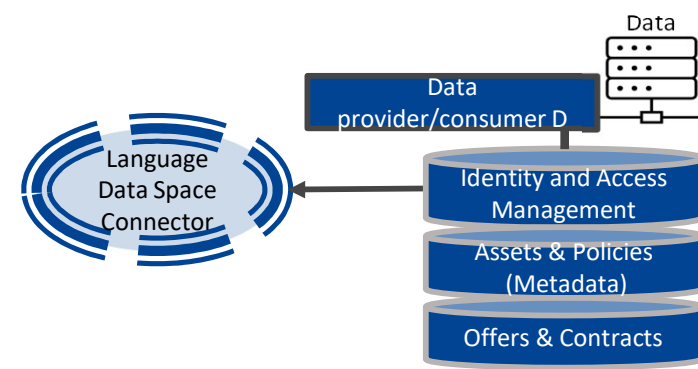 Data
Data
provider/consumer D
Language
Data Space
Connector
Identity and Access
Management
Assets & Policies
(Metadata)
Offers & Contracts